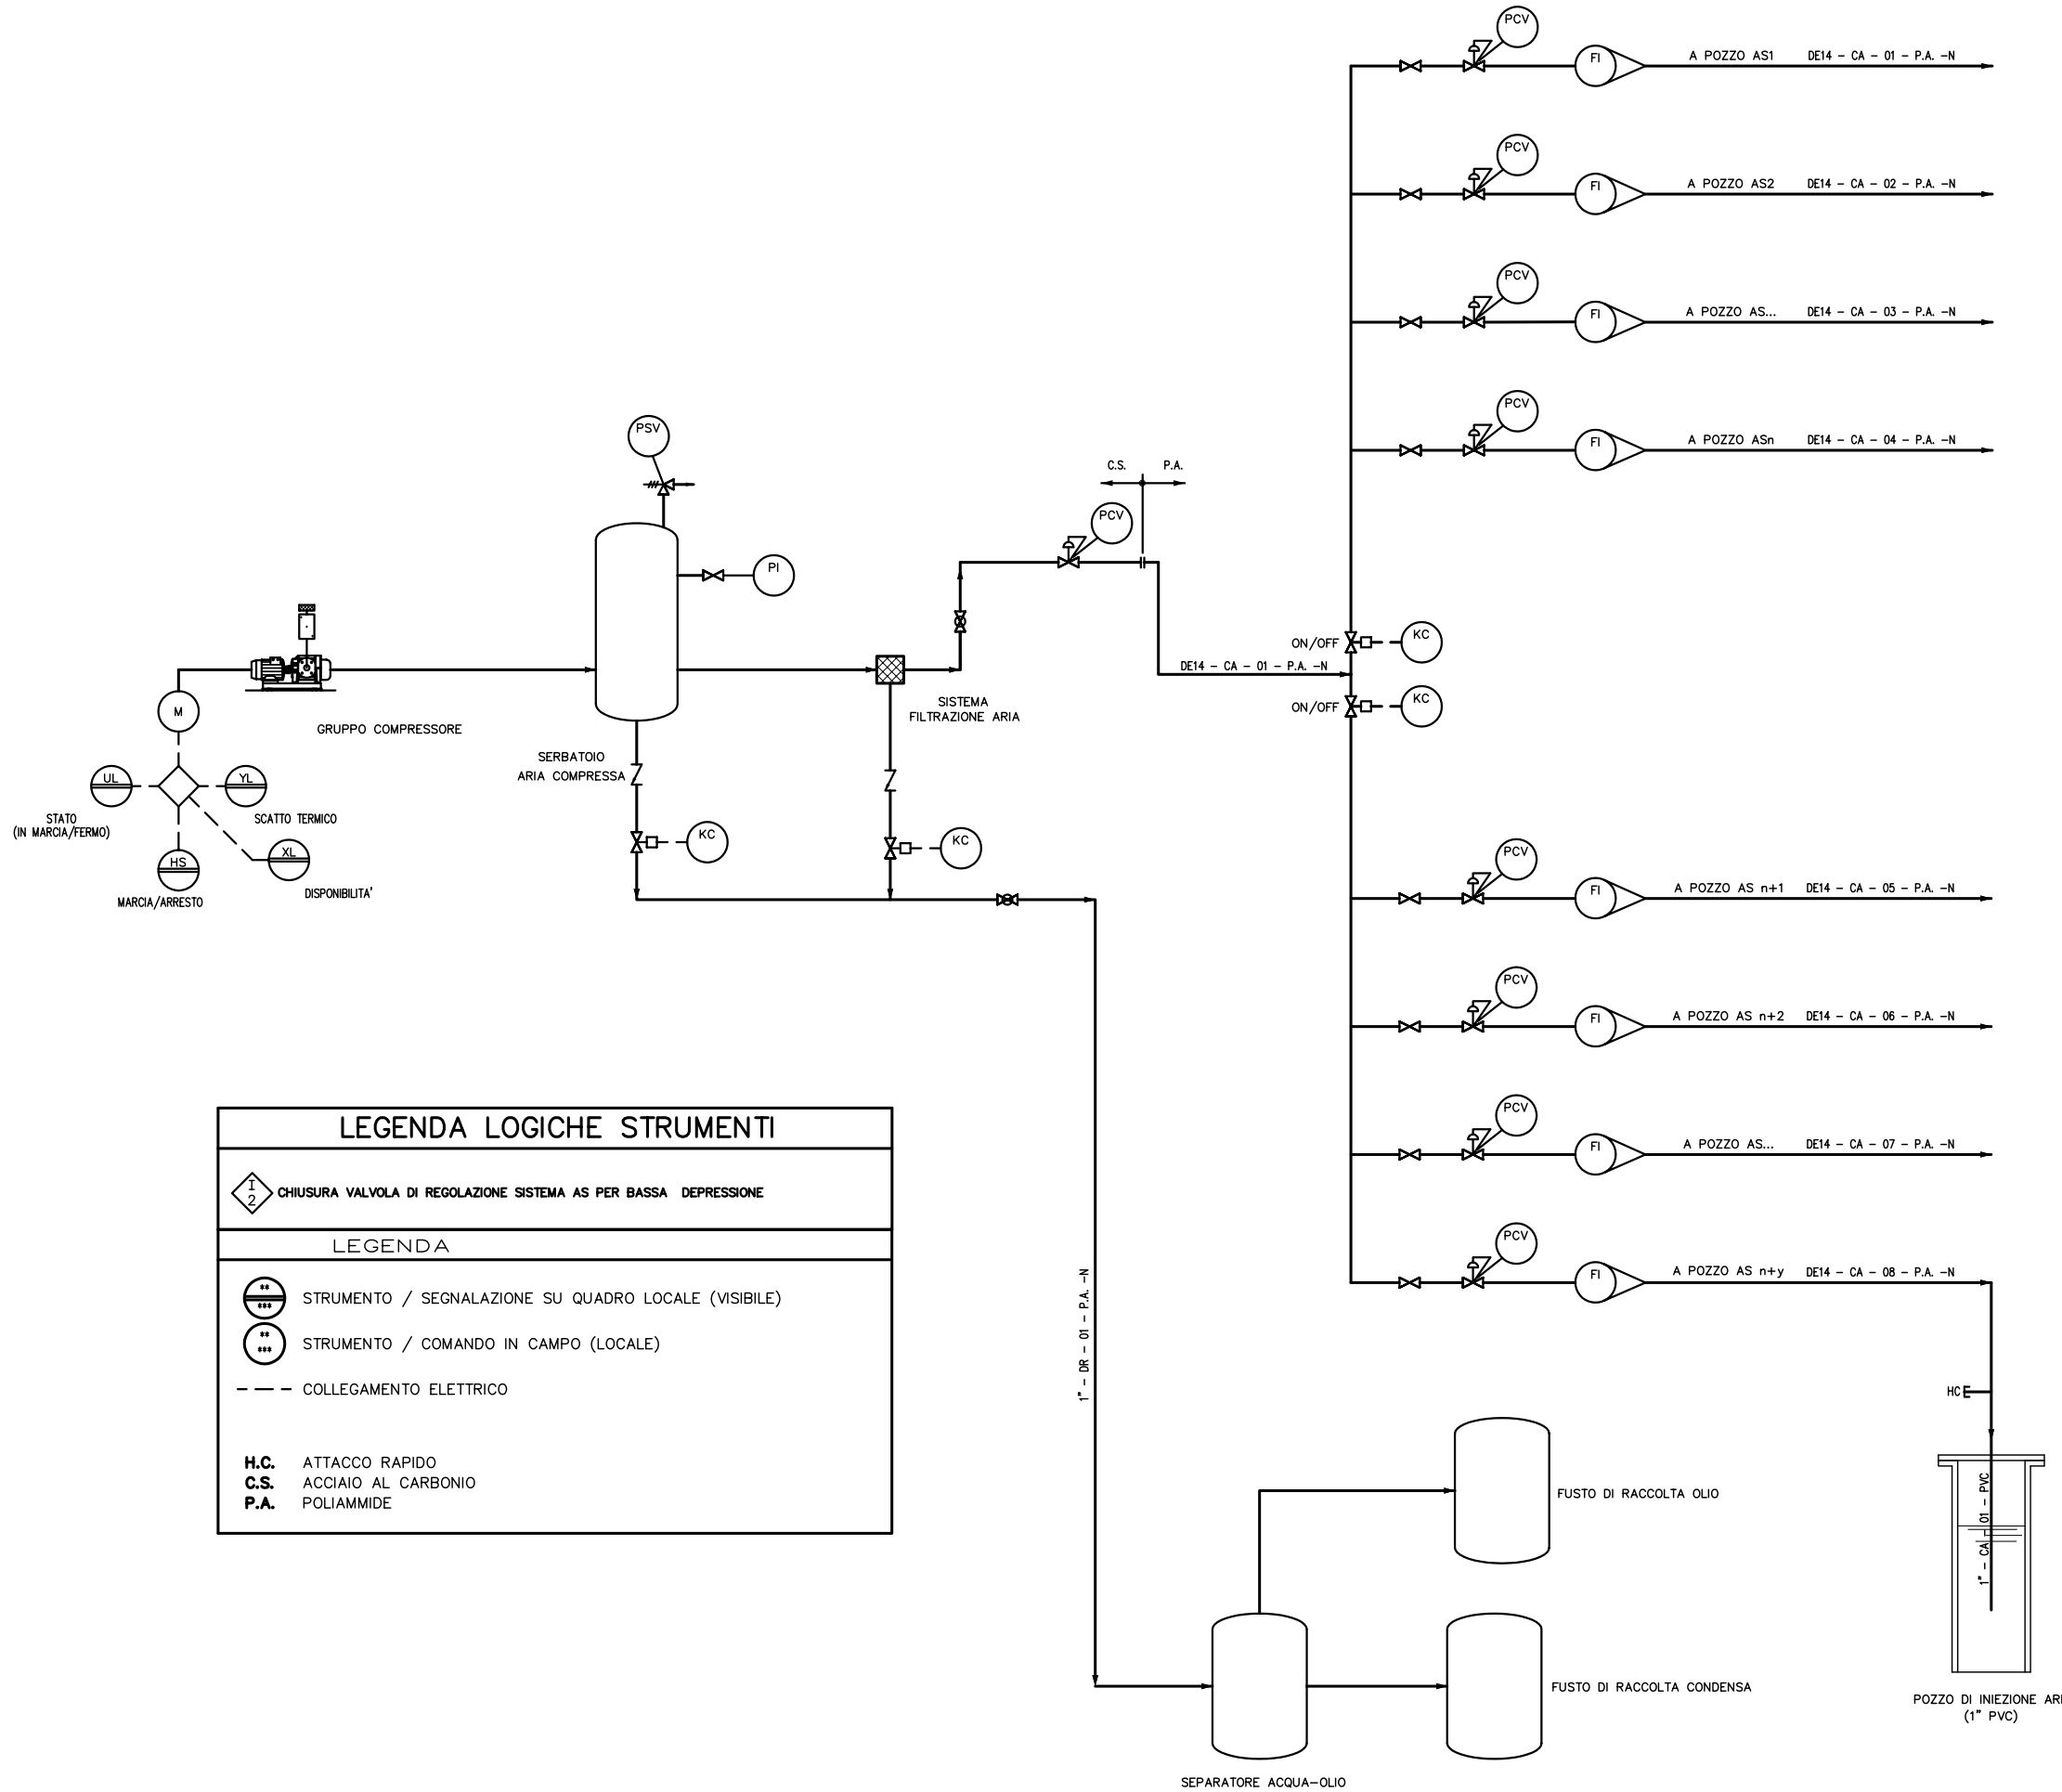 PCV
FI
A POZZO AS1 DE14 - CA - 01 - P.A. -N
PCV
FI
A POZZO AS2 DE14 - CA - 02 - P.A. -N
PCV
FI
A POZZO AS... DE14 - CA - 03 - P.A. -N
PCV
FI
A POZZO ASn DE14 - CA - 04 - P.A. -N
PSV
C.S. P.A.
PCV
PI
ON/OFF KC
DE14 - CA - 01 - P.A. -N
ON/OFF KC
M
GRUPPO COMPRESSORE
SISTEMA
FILTRAZIONE ARIA
SERBATOIO
ARIA COMPRESSA
UL
YL
STATO
(IN MARCIA/FERMO)
SCATTO TERMICO
HS
XL
MARCIA/ARRESTO
DISPONIBILITA'
KC
KC
PCV
FI
A POZZO AS n+1 DE14 - CA - 05 - P.A. -N
PCV
FI
A POZZO AS n+2 DE14 - CA - 06 - P.A. -N
PCV
FI
A POZZO AS... DE14 - CA - 07 - P.A. -N
PCV
FI
A POZZO AS n+y DE14 - CA - 08 - P.A. -N
LEGENDA LOGICHE STRUMENTI
I
2
CHIUSURA VALVOLA DI REGOLAZIONE SISTEMA AS PER BASSA DEPRESSIONE
LEGENDA
**
***
STRUMENTO / SEGNALAZIONE SU QUADRO LOCALE (VISIBILE)
**
***
STRUMENTO / COMANDO IN CAMPO (LOCALE)
COLLEGAMENTO ELETTRICO
H.C. ATTACCO RAPIDO
C.S. ACCIAIO AL CARBONIO
P.A. POLIAMMIDE
1" - DR - 01 - P.A. -N
HC
1" - CA - 01 - PVC
FUSTO DI RACCOLTA OLIO
FUSTO DI RACCOLTA CONDENSA
SEPARATORE ACQUA-OLIO
POZZO DI INIEZIONE
(1" PVC)